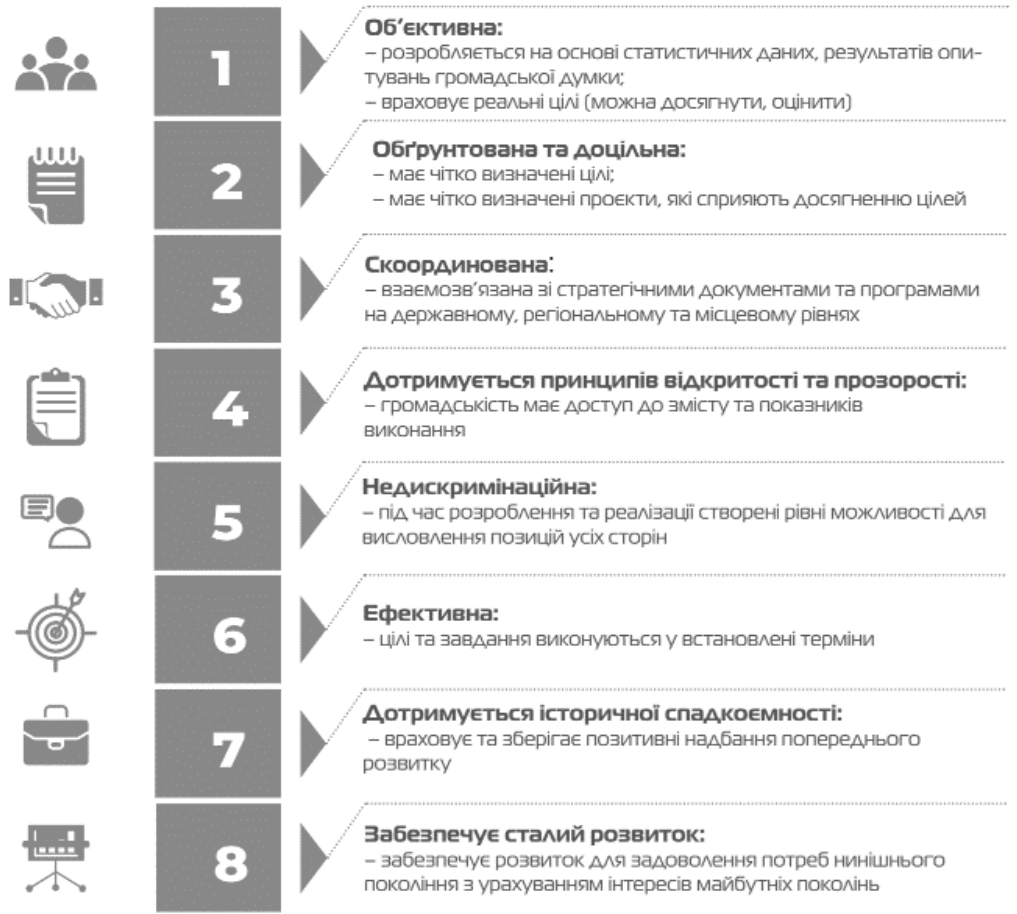 1
Об’єктивна:
– розробляється на основі статистичних даних, результатів опи-
тувань громадської думки;
– враховує реальні цілі (можна досягнути, оцінити)
2
Обґрунтована та доцільна:
– має чітко визначені цілі;
– має чітко визначені проєкти, які сприяють досягненню цілей
3
Скоординована:
– взаємозв’язана зі стратегічними документами та програмами
на державному, регіональному та місцевому рівнях
4
Дотримується принципів відкритості та прозорості:
– громадськість має доступ до змісту та показників
виконання
5
Недискримінаційна:
– під час розроблення та реалізації створені рівні можливості для
висловлення позицій усіх сторін
6
Ефективна:
– цілі та завдання виконуються у встановлені терміни
7
Дотримується історичної спадкоємності:
– враховує та зберігає позитивні надбання попереднього
розвитку
8
Забезпечує сталий розвиток:
– забезпечує розвиток для задоволення потреб нинішнього
покоління з урахуванням інтересів майбутніх поколінь